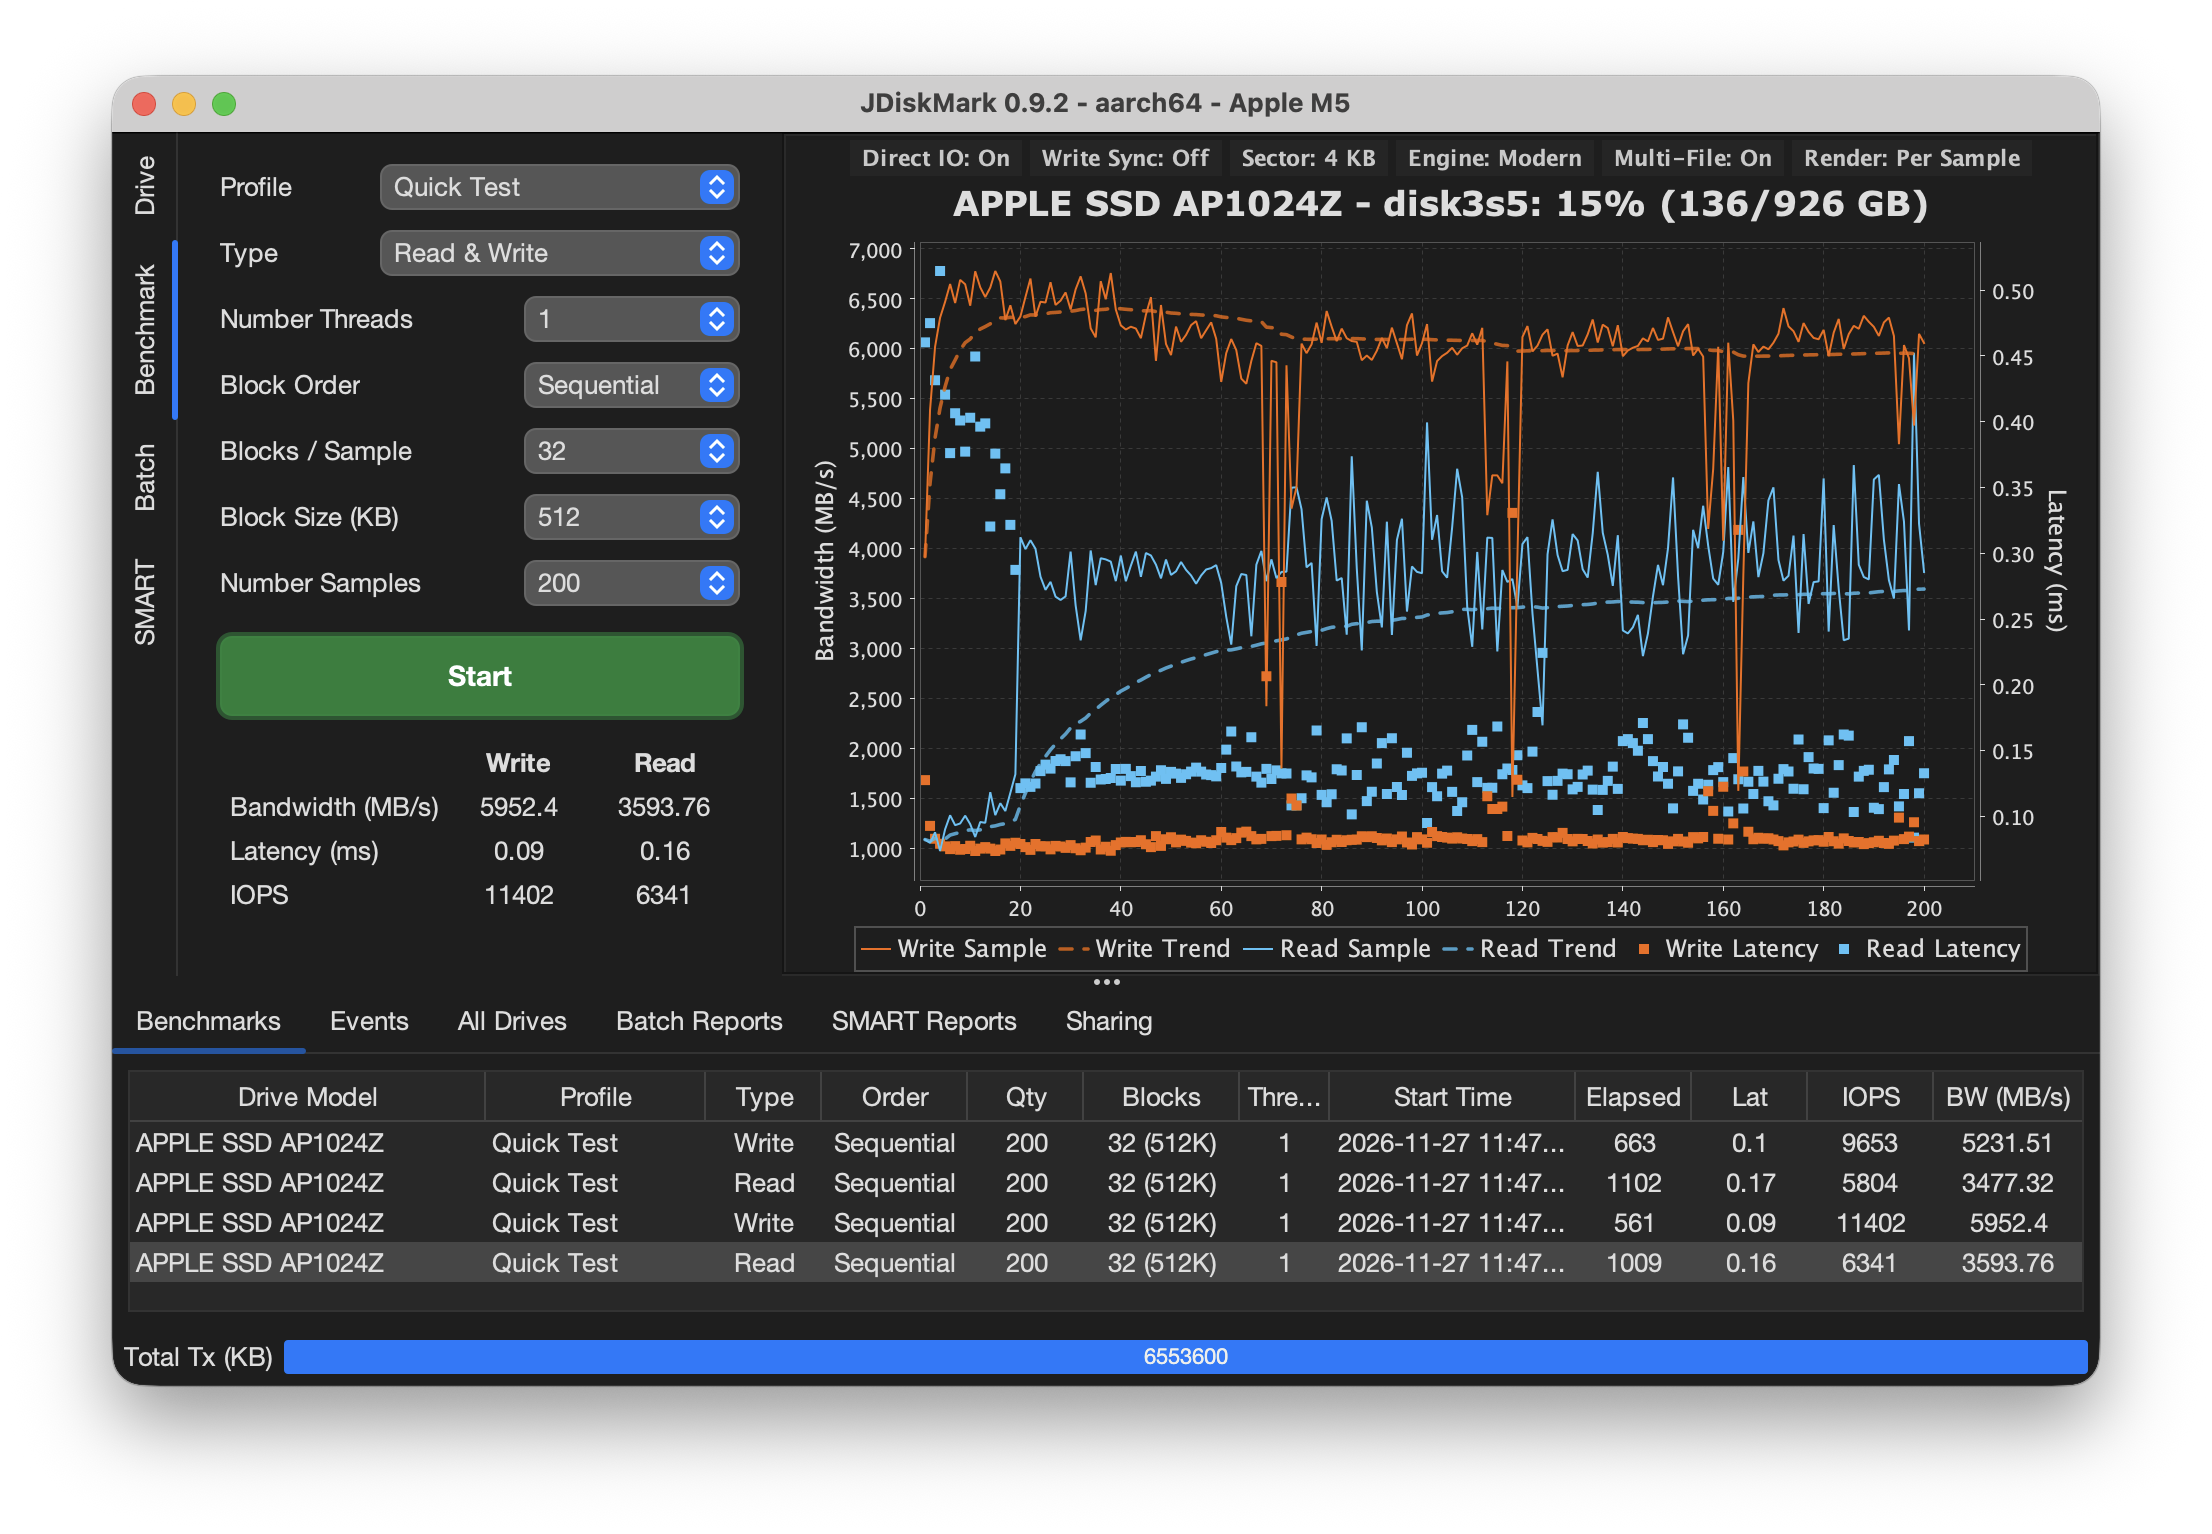 JDiskMark 0.9.2 - aarch64 - Apple M5
Drive
Benchmark
Batch
SMART
Profile Quick Test
Type Read & Write
Number Threads 1
Block Order Sequential
Blocks / Sample 32
Block Size (KB) 512
Number Samples 200
Start
Write Read
Bandwidth (MB/s) 5952.4 3593.76
Latency (ms) 0.09 0.16
IOPS 11402 6341
Direct IO: On Write Sync: Off Sector: 4 KB Engine: Modern Multi-File: On Render: Per Sample
APPLE SSD AP1024Z - disk3s5: 15% (136/926 GB)
Bandwidth (MB/s)
7,000
6,500
6,000
5,500
5,000
4,500
4,000
3,500
3,000
2,500
2,000
1,500
1,000
0.50
0.45
0.40
0.35
0.30
0.25
0.20
0.15
0.10
Latency (ms)
0 20 40 60 80 100 120 140 160 180 200
Write Sample Write Trend Read Sample Read Trend Write Latency Read Latency
Benchmarks Events All Drives Batch Reports SMART Reports Sharing
Drive Model Profile Type Order Qty Blocks Thre... Start Time Elapsed Lat IOPS BW (MB/s)
APPLE SSD AP1024Z Quick Test Write Sequential 200 32 (512K) 1 2026-11-27 11:47... 663 0.1 9653 5231.51
APPLE SSD AP1024Z Quick Test Read Sequential 200 32 (512K) 1 2026-11-27 11:47... 1102 0.17 5804 3477.32
APPLE SSD AP1024Z Quick Test Write Sequential 200 32 (512K) 1 2026-11-27 11:47... 561 0.09 11402 5952.4
APPLE SSD AP1024Z Quick Test Read Sequential 200 32 (512K) 1 2026-11-27 11:47... 1009 0.16 6341 3593.76
Total Tx (KB) 6553600